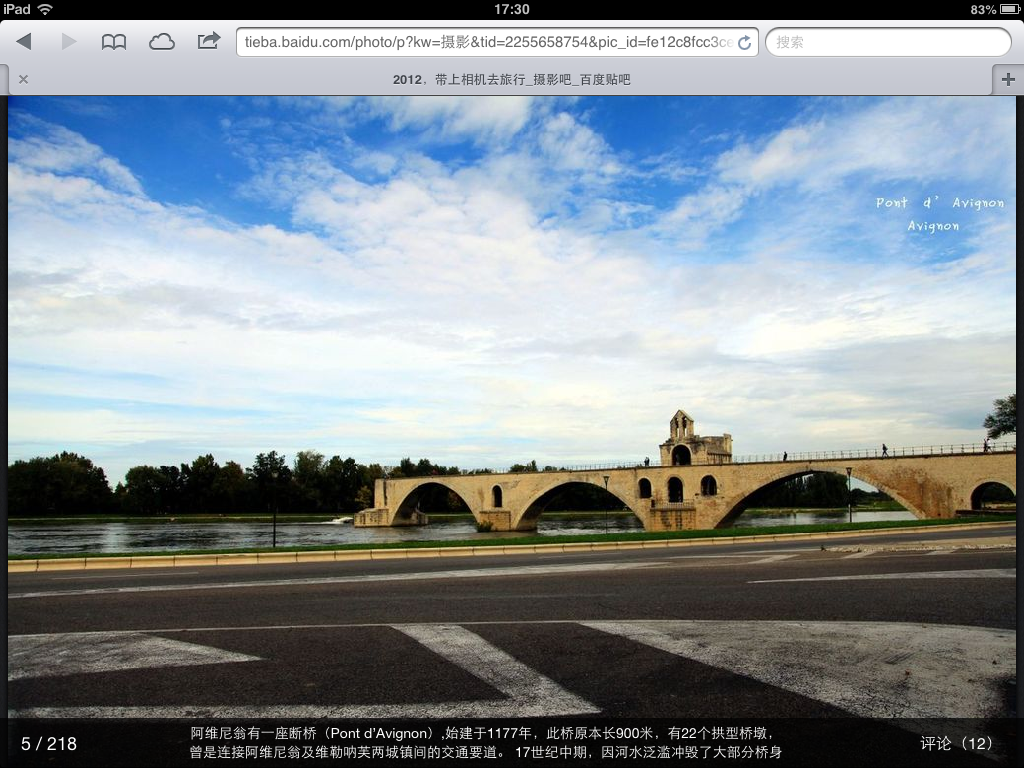 iPad 17:30 83%
tieba.baidu.com/photo/p?kw=摄影&tid=2255658754&pic_id=fe12c8fcc3ce 搜索
2012，带上相机去旅行_摄影吧_百度贴吧
Pont d' Avignon
Avignon
阿维尼翁有一座断桥（Pont d'Avignon）,始建于1177年，此桥原本长900米，有22个拱型桥墩，
5 / 218 评论（12）
曾是连接阿维尼翁及维勒呐芙两城镇间的交通要道。 17世纪中期，因河水泛滥冲毁了大部分桥身